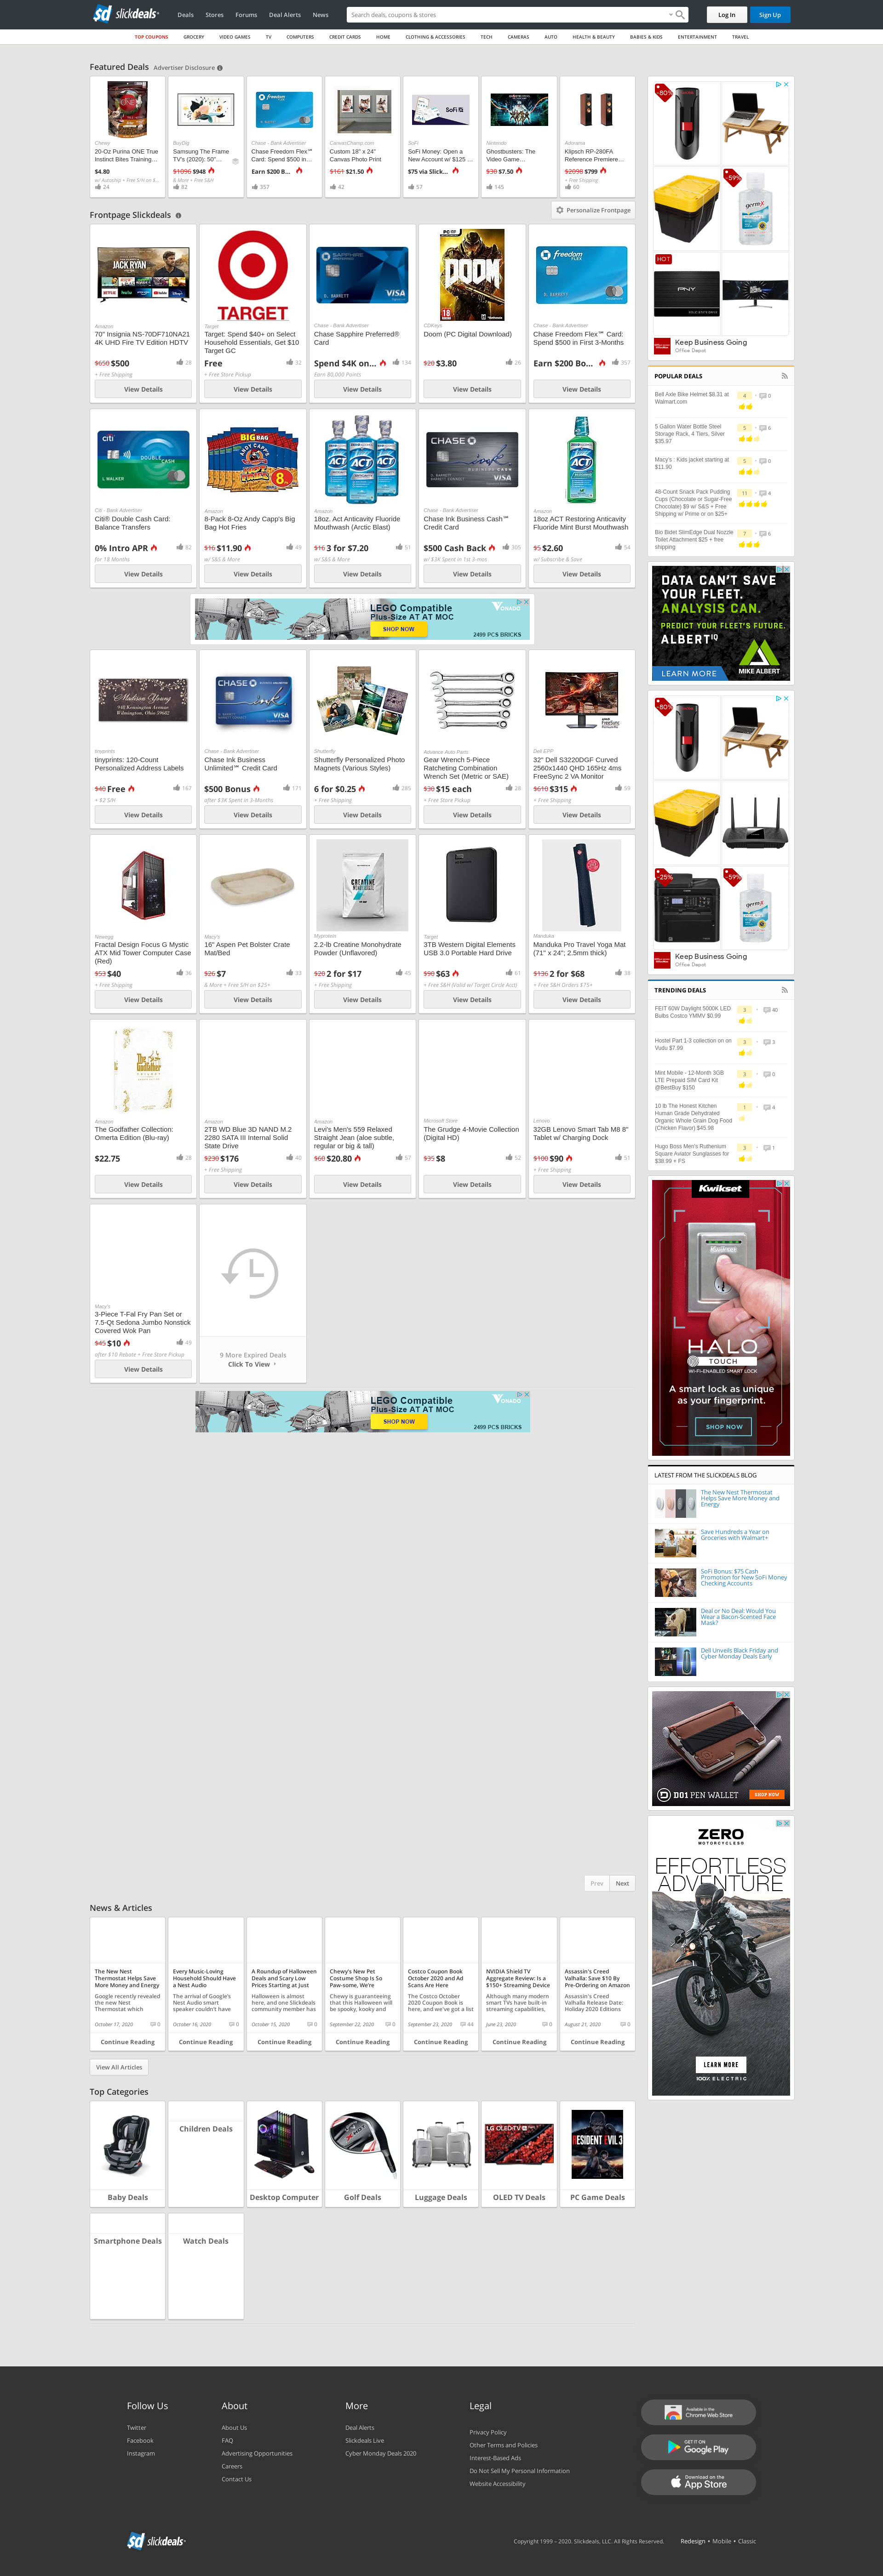 slickdeals
Deals Stores Forums Deal Alerts News
Search deals, coupons & stores
Log In
Sign Up
TOP COUPONS GROCERY VIDEO GAMES TV COMPUTERS CREDIT CARDS HOME CLOTHING & ACCESSORIES TECH CAMERAS AUTO HEALTH & BEAUTY BABIES & KIDS ENTERTAINMENT TRAVEL
Featured Deals Advertiser Disclosure
Chewy
20-Oz Purina ONE True
Instinct Bites Training...
$4.80
w/ Autoship + Free S/H on $...
24
BuyDig
Samsung The Frame
TV's (2020): 50"...
$1096 $948
& More + Free S&H
82
Chase - Bank Advertiser
Chase Freedom Flex℠
Card: Spend $500 in...
Earn $200 B...
357
CanvasChamp.com
Custom 18" x 24"
Canvas Photo Print
$161 $21.50
42
SoFi
SoFi Money: Open a
New Account w/ $125 ...
$75 via Slick...
57
Nintendo
Ghostbusters: The
Video Game...
$30 $7.50
145
Adorama
Klipsch RP-280FA
Reference Premiere...
$2098 $799
+ Free Shipping
60
Frontpage Slickdeals
Personalize Frontpage
Amazon
70" Insignia NS-70DF710NA21
4K UHD Fire TV Edition HDTV
$650 $500
28
+ Free Shipping
View Details
TARGET
Target
Target: Spend $40+ on Select
Household Essentials, Get $10
Target GC
Free
32
+ Free Store Pickup
View Details
Chase - Bank Advertiser
Chase Sapphire Preferred®
Card
Spend $4K on...
134
Earn 80,000 Points
View Details
DOOM
CDKeys
Doom (PC Digital Download)
$20 $3.80
26
View Details
Chase - Bank Advertiser
Chase Freedom Flex℠ Card:
Spend $500 in First 3-Months
Earn $200 Bo...
357
View Details
Citi - Bank Advertiser
Citi® Double Cash Card:
Balance Transfers
0% Intro APR
82
for 18 Months
View Details
Amazon
8-Pack 8-Oz Andy Capp's Big
Bag Hot Fries
$16 $11.90
49
w/ S&S & More
View Details
Amazon
18oz. Act Anticavity Fluoride
Mouthwash (Arctic Blast)
$16 3 for $7.20
51
w/ S&S & More
View Details
Chase - Bank Advertiser
Chase Ink Business Cash℠
Credit Card
$500 Cash Back
305
w/ $3K Spent in 1st 3-mos
View Details
Amazon
18oz ACT Restoring Anticavity
Fluoride Mint Burst Mouthwash
$5 $2.60
54
w/ Subscribe & Save
View Details
LEGO Compatible
Plus-Size AT AT MOC
SHOP NOW
VONADO
2499 PCS BRICKS
tinyprints
tinyprints: 120-Count
Personalized Address Labels
$40 Free
167
+ $2 S/H
View Details
Chase - Bank Advertiser
Chase Ink Business
Unlimited℠ Credit Card
$500 Bonus
171
after $3K Spent in 3-Months
View Details
Shutterfly
Shutterfly Personalized Photo
Magnets (Various Styles)
6 for $0.25
285
+ Free Shipping
View Details
Advance Auto Parts
Gear Wrench 5-Piece
Ratcheting Combination
Wrench Set (Metric or SAE)
$30 $15 each
28
+ Free Store Pickup
View Details
Dell EPP
32" Dell S3220DGF Curved
2560x1440 QHD 165Hz 4ms
FreeSync 2 VA Monitor
$610 $315
59
+ Free Shipping
View Details
Newegg
Fractal Design Focus G Mystic
ATX Mid Tower Computer Case
(Red)
$53 $40
36
+ Free Shipping
View Details
Macy's
16" Aspen Pet Bolster Crate
Mat/Bed
$26 $7
33
& More + Free S/H on $25+
View Details
Myprotein
2.2-lb Creatine Monohydrate
Powder (Unflavored)
$20 2 for $17
45
+ Free Shipping
View Details
Target
3TB Western Digital Elements
USB 3.0 Portable Hard Drive
$90 $63
61
+ Free S&H (Valid w/ Target Circle Acct)
View Details
Manduka
Manduka Pro Travel Yoga Mat
(71" x 24"; 2.5mm thick)
$136 2 for $68
38
+ Free S&H Orders $75+
View Details
Amazon
The Godfather Collection:
Omerta Edition (Blu-ray)
$22.75
28
View Details
Amazon
2TB WD Blue 3D NAND M.2
2280 SATA III Internal Solid
State Drive
$230 $176
40
+ Free Shipping
View Details
Amazon
Levi's Men's 559 Relaxed
Straight Jean (aloe subtle,
regular or big & tall)
$60 $20.80
57
View Details
Microsoft Store
The Grudge 4-Movie Collection
(Digital HD)
$35 $8
52
View Details
Lenovo
32GB Lenovo Smart Tab M8 8"
Tablet w/ Charging Dock
$100 $90
51
+ Free Shipping
View Details
Macy's
3-Piece T-Fal Fry Pan Set or
7.5-Qt Sedona Jumbo Nonstick
Covered Wok Pan
$45 $10
49
after $10 Rebate + Free Store Pickup
View Details
9 More Expired Deals
Click To View
LEGO Compatible
Plus-Size AT AT MOC
SHOP NOW
VONADO
2499 PCS BRICKS
Prev Next
News & Articles
The New Nest
Thermostat Helps Save
More Money and Energy
Google recently revealed
the new Nest
Thermostat which
October 17, 2020 0
Continue Reading
Every Music-Loving
Household Should Have
a Nest Audio
The arrival of Google's
Nest Audio smart
speaker couldn't have
October 16, 2020 0
Continue Reading
A Roundup of Halloween
Deals and Scary Low
Prices Starting at Just
Halloween is almost
here, and one Slickdeals
community member has
October 15, 2020 0
Continue Reading
Chewy's New Pet
Costume Shop Is So
Paw-some, We're
Chewy is guaranteeing
that this Halloween will
be spooky, kooky and
September 22, 2020 0
Continue Reading
Costco Coupon Book
October 2020 and Ad
Scans Are Here
The Costco October
2020 Coupon Book is
here, and we've got a list
September 23, 2020 44
Continue Reading
NVIDIA Shield TV
Aggregate Review: Is a
$150+ Streaming Device
Although many modern
smart TVs have built-in
streaming capabilities,
June 23, 2020 0
Continue Reading
Assassin's Creed
Valhalla: Save $10 By
Pre-Ordering on Amazon
Assassin's Creed
Valhalla Release Date:
Holiday 2020 Editions
August 21, 2020 0
Continue Reading
View All Articles
Top Categories
Baby Deals
Children Deals
Desktop Computer
Golf Deals
Luggage Deals
OLED TV Deals
PC Game Deals
Smartphone Deals
Watch Deals
-80%
-59%
HOT
PNY
Keep Business Going
Office Depot
POPULAR DEALS
Bell Axle Bike Helmet $8.31 at
Walmart.com
4 0
5 Gallon Water Bottle Steel
Storage Rack, 4 Tiers, Silver
$35.97
5 6
Macy's : Kids jacket starting at
$11.90
5 0
48-Count Snack Pack Pudding
Cups (Chocolate or Sugar-Free
Chocolate) $9 w/ S&S + Free
Shipping w/ Prime or on $25+
11 4
Bio Bidet SlimEdge Dual Nozzle
Toilet Attachment $25 + free
shipping
7 6
DATA CAN'T SAVE
YOUR FLEET.
ANALYSIS CAN.
PREDICT YOUR FLEET'S FUTURE.
ALBERT IQ
LEARN MORE
MIKE ALBERT
-80%
-25%
-59%
Keep Business Going
Office Depot
TRENDING DEALS
FEIT 60W Daylight 5000K LED
Bulbs Costco YMMV $0.99
3 40
Hostel Part 1-3 collection on on
Vudu $7.99
3 3
Mint Mobile - 12-Month 3GB
LTE Prepaid SIM Card Kit
@BestBuy $150
3 0
10 lb The Honest Kitchen
Human Grade Dehydrated
Organic Whole Grain Dog Food
(Chicken Flavor) $45.98
1 4
Hugo Boss Men's Ruthenium
Square Aviator Sunglasses for
$38.99 + FS
3 1
Kwikset
HALO
TOUCH
WI-FI-ENABLED SMART LOCK
A smart lock as unique
as your fingerprint.
SHOP NOW
LATEST FROM THE SLICKDEALS BLOG
The New Nest Thermostat
Helps Save More Money and
Energy
Save Hundreds a Year on
Groceries with Walmart+
SoFi Bonus: $75 Cash
Promotion for New SoFi Money
Checking Accounts
Deal or No Deal: Would You
Wear a Bacon-Scented Face
Mask?
Dell Unveils Black Friday and
Cyber Monday Deals Early
D01 PEN WALLET
SHOP NOW
ZERO
MOTORCYCLES
EFFORTLESS
ADVENTURE
LEARN MORE
100% ELECTRIC
Follow Us
Twitter
Facebook
Instagram
About
About Us
FAQ
Advertising Opportunities
Careers
Contact Us
More
Deal Alerts
Slickdeals Live
Cyber Monday Deals 2020
Legal
Privacy Policy
Other Terms and Policies
Interest-Based Ads
Do Not Sell My Personal Information
Website Accessibility
Available in the
Chrome Web Store
GET IT ON
Google Play
Download on the
App Store
slickdeals
Copyright 1999 – 2020. Slickdeals, LLC. All Rights Reserved. Redesign • Mobile • Classic